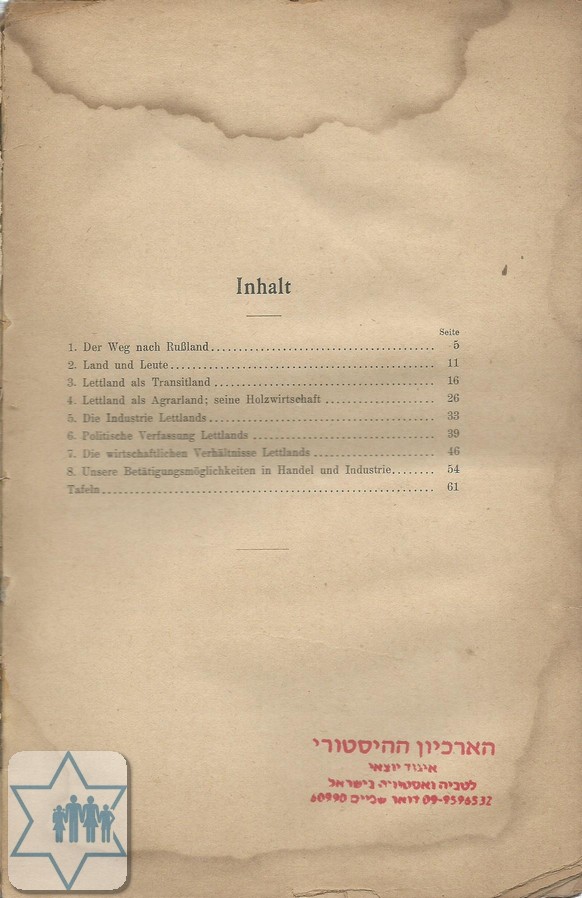 Inhalt
Seite
1. Der Weg nach Rußland........................................ 5
2. Land und Leute............................................... 11
3. Lettland als Transitland....................................... 16
4. Lettland als Agrarland; seine Holzwirtschaft .................... 26
5. Die Industrie Lettlands........................................ 33
6. Politische Verfassung Lettlands ................................ 39
7. Die wirtschaftlichen Verhältnisse Lettlands ...................... 46
8. Unsere Betätigungsmöglichkeiten in Handel und Industrie........ 54
Tafeln........................................................... 61
הארכיון ההיסטורי
איגוד יוצאי
לטביה ואסטוניה בישראל
09-9596532 דואר שפיים 60990